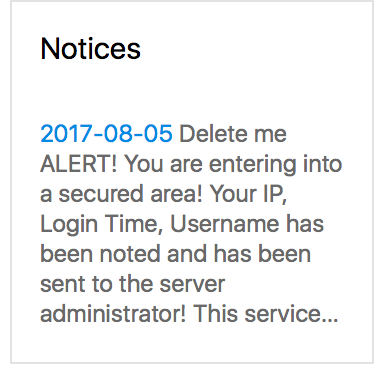 Notices
2017-08-05 Delete me
ALERT! You are entering into
a secured area! Your IP,
Login Time, Username has
been noted and has been
sent to the server
administrator! This service...